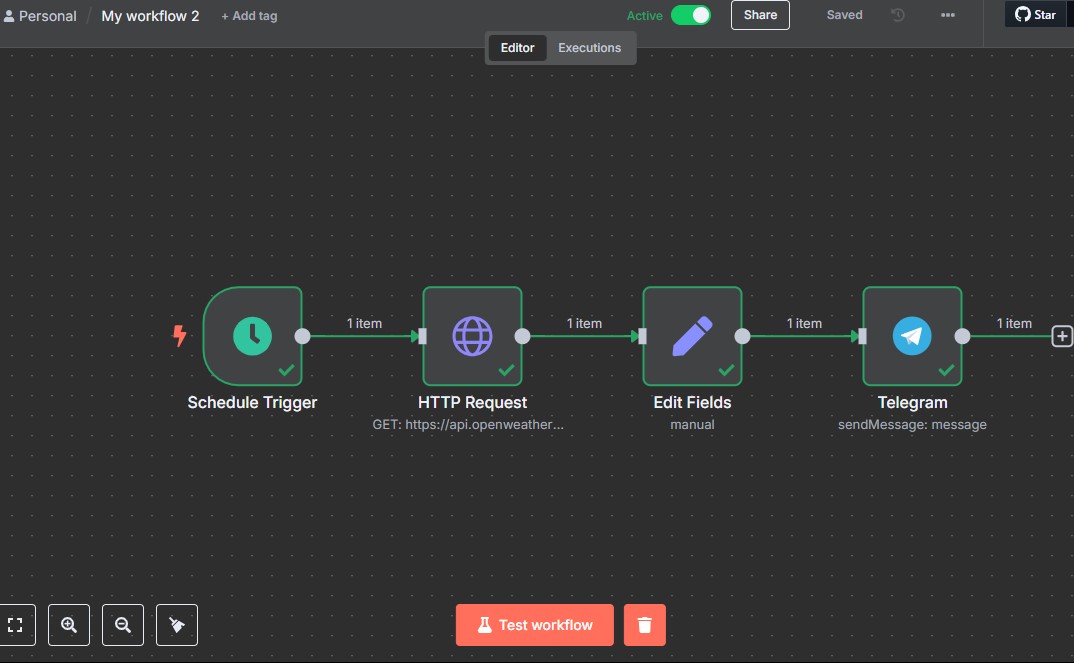 Personal / My workflow 2 + Add tag
Active Share Saved ••• Star
Editor Executions
1 item 1 item 1 item 1 item
Schedule Trigger HTTP Request Edit Fields Telegram
GET: https://api.openweather... manual sendMessage: message
Test workflow